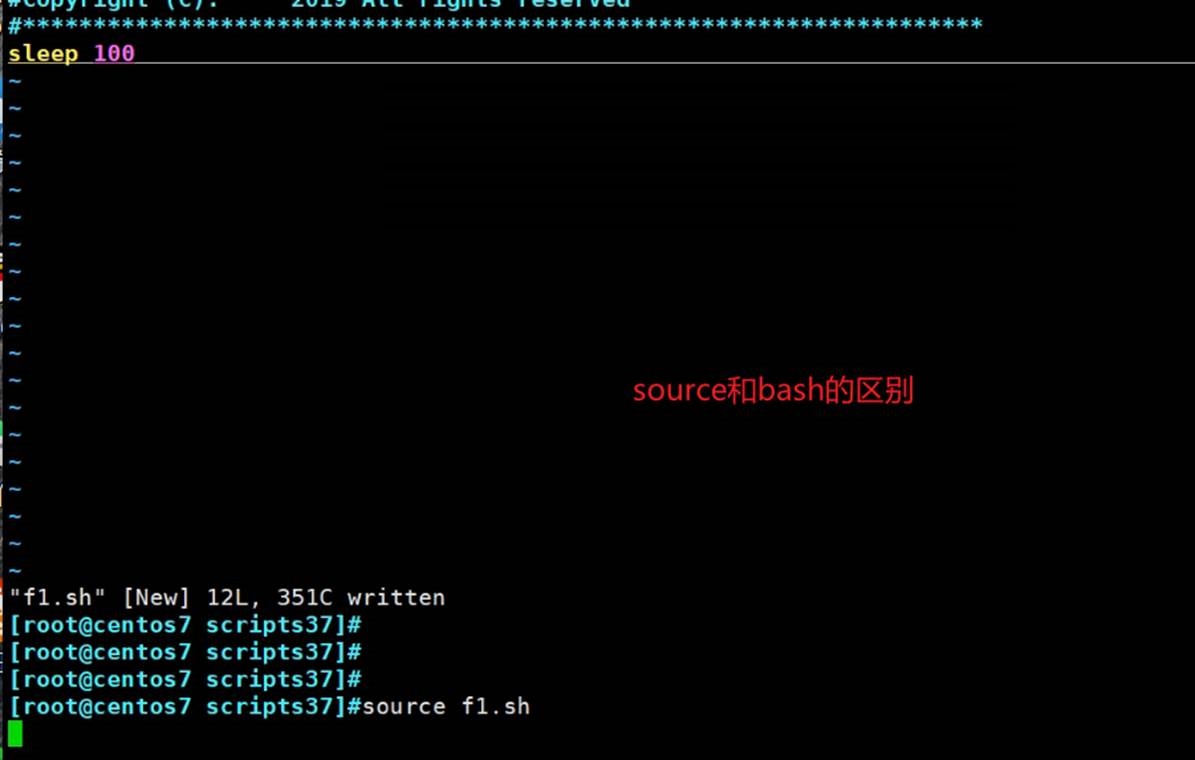 #Copyright (C):     2019 All rights reserved
#********************************************************************
sleep 100
~
~
~
~
~
~
~
~
~
~
~
~
source和bash的区别
~
~
~
~
~
~
~
"f1.sh" [New] 12L, 351C written
[root@centos7 scripts37]#
[root@centos7 scripts37]#
[root@centos7 scripts37]#
[root@centos7 scripts37]#source f1.sh